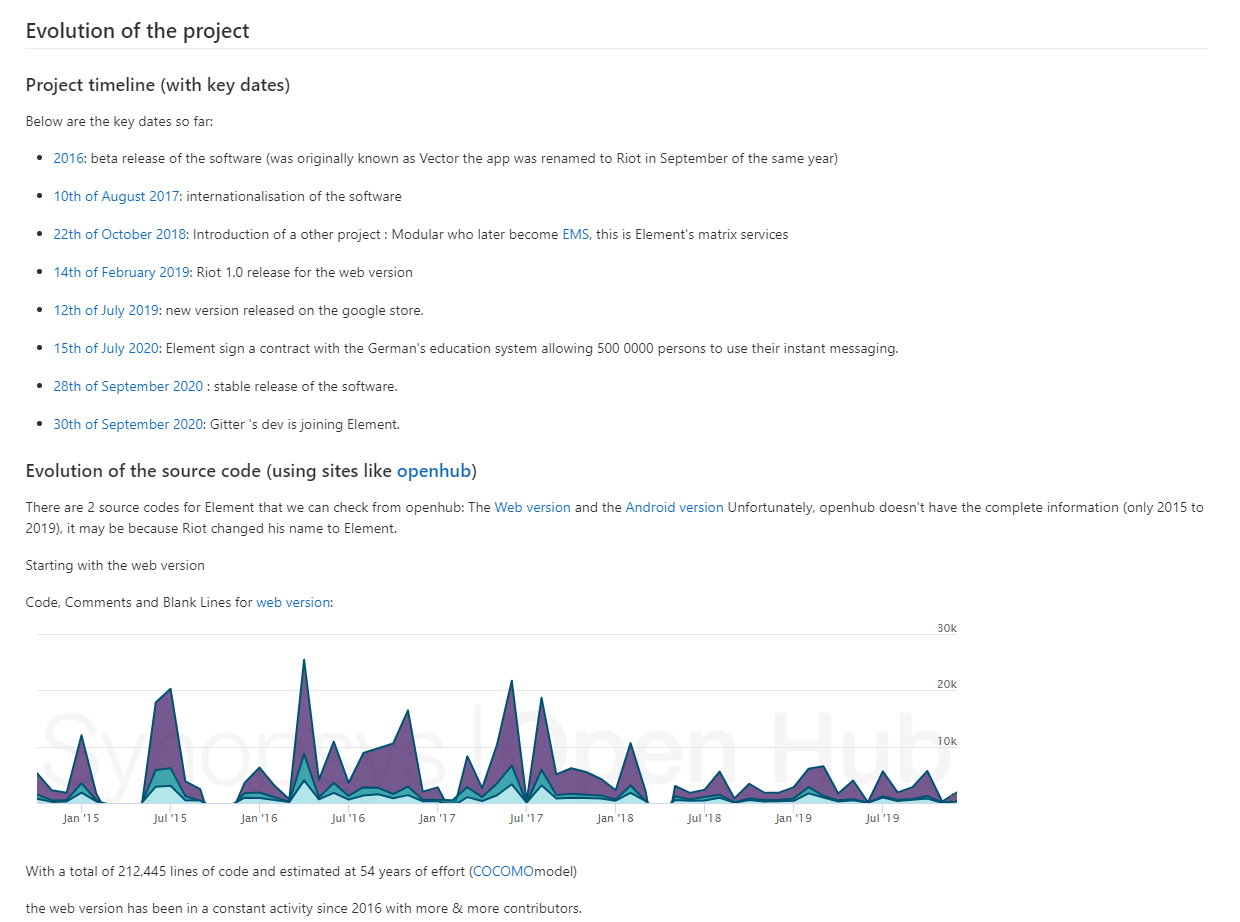 Evolution of the project
Project timeline (with key dates)
Below are the key dates so far:
2016: beta release of the software (was originally known as Vector the app was renamed to Riot in September of the same year)
10th of August 2017: internationalisation of the software
22th of October 2018: Introduction of a other project : Modular who later become EMS, this is Element's matrix services
14th of February 2019: Riot 1.0 release for the web version
12th of July 2019: new version released on the google store.
15th of July 2020: Element sign a contract with the German's education system allowing 500 0000 persons to use their instant messaging.
28th of September 2020 : stable release of the software.
30th of September 2020: Gitter 's dev is joining Element.
Evolution of the source code (using sites like openhub)
There are 2 source codes for Element that we can check from openhub: The Web version and the Android version Unfortunately, openhub doesn't have the complete information (only 2015 to
2019), it may be because Riot changed his name to Element.
Starting with the web version
Code, Comments and Blank Lines for web version:
30k
20k
10k
Synopsys | Open Hub
Jan '15 Jul '15 Jan '16 Jul '16 Jan '17 Jul '17 Jan '18 Jul '18 Jan '19 Jul '19
With a total of 212,445 lines of code and estimated at 54 years of effort (COCOMOmodel)
the web version has been in a constant activity since 2016 with more & more contributors.